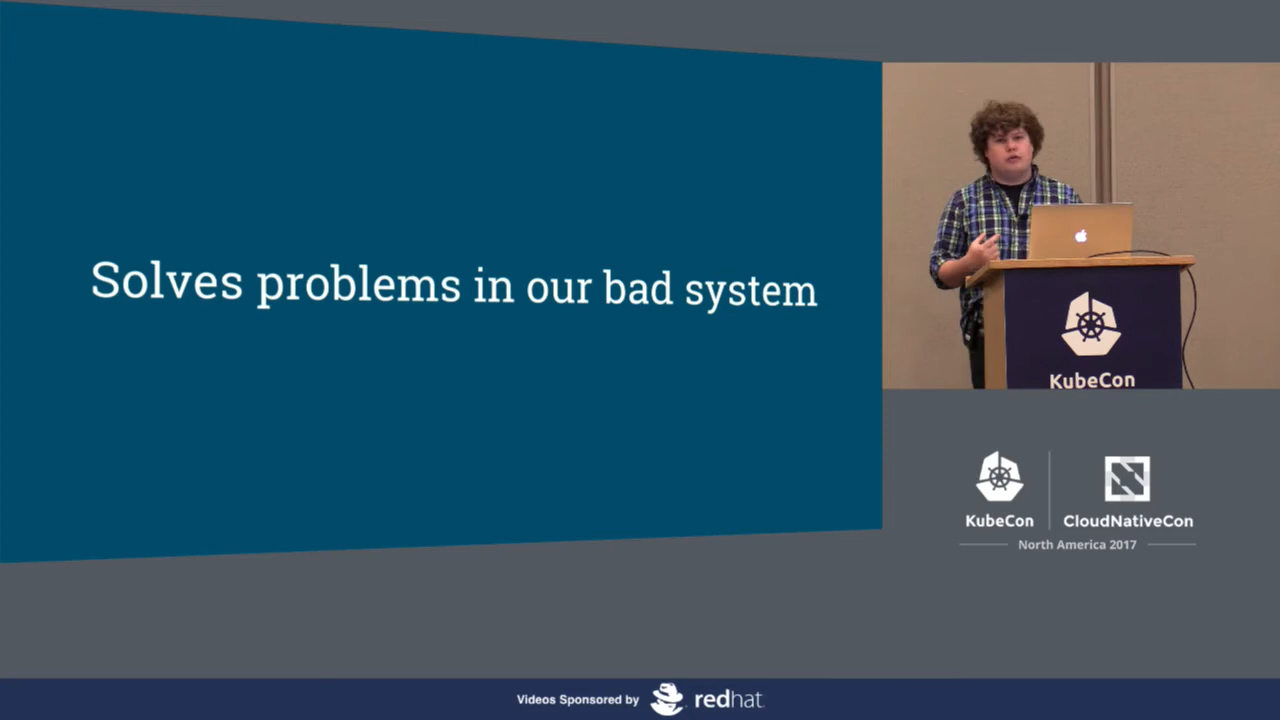 Solves problems in our bad system
KubeCon
KubeCon
CloudNativeCon
North America 2017
Videos Sponsored by
redhat